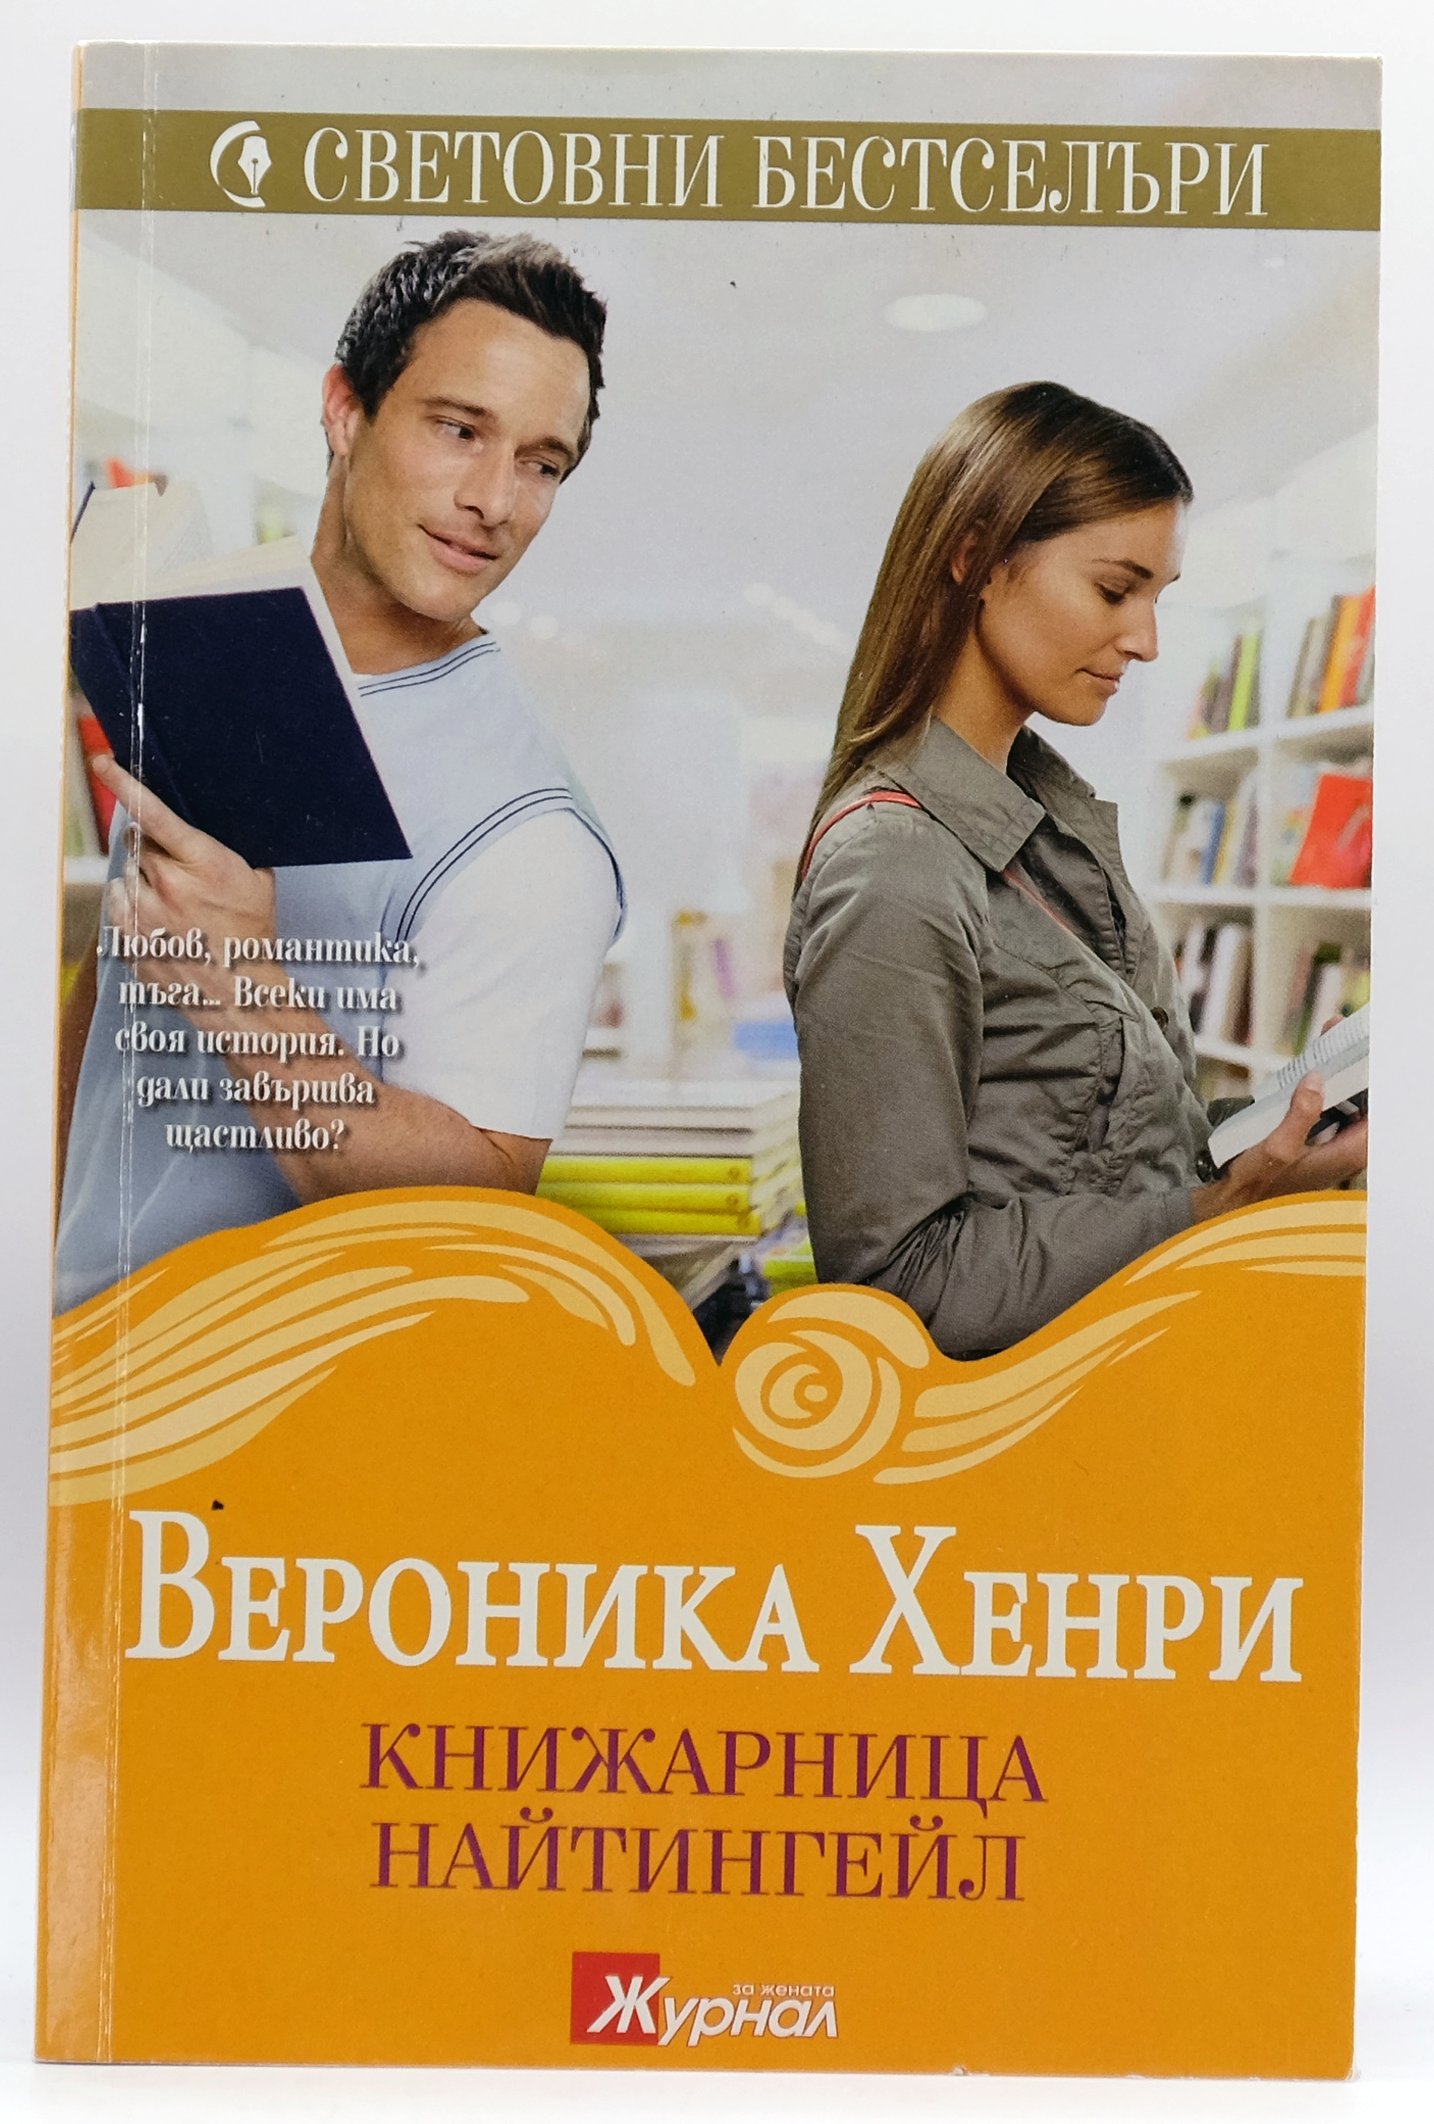 СВЕТОВНИ БЕСТСЕЛЪРИ
Любов, романтика,
тъга... Всеки има
своя история. Но
дали завършва
щастливо?
ВЕРОНИКА ХЕНРИ
КНИЖАРНИЦА
НАЙТИНГЕЙЛ
за жената
Журнал